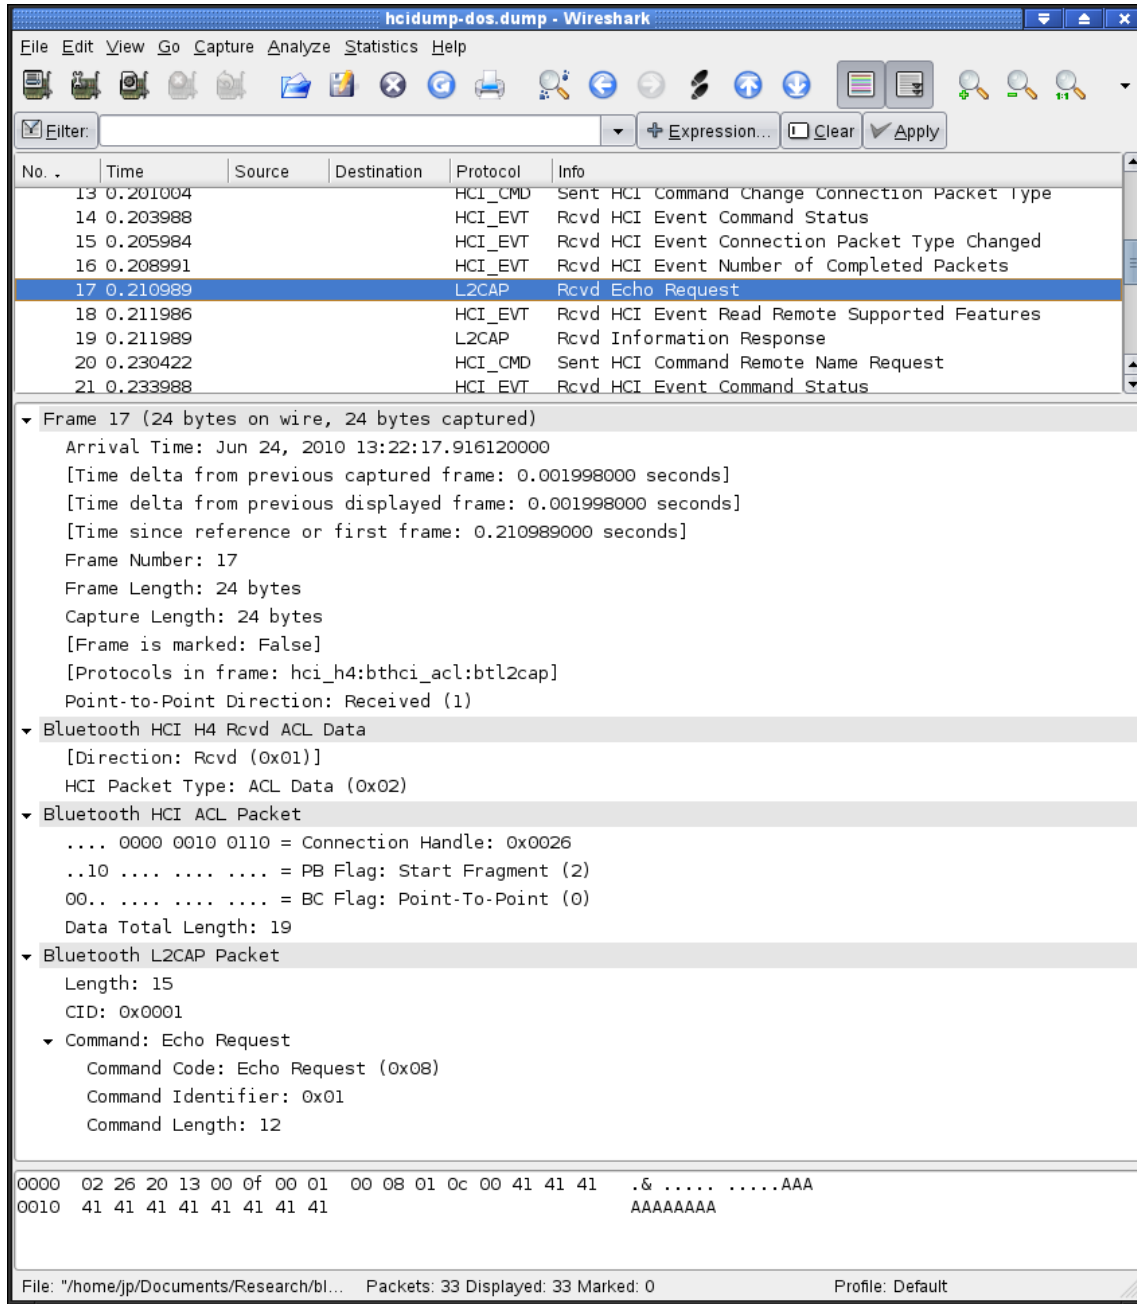 hcidump-dos.dump - Wireshark
File Edit View Go Capture Analyze Statistics Help
Filter: Expression... Clear Apply
No. . Time Source Destination Protocol Info
13 0.201004 HCI_CMD Sent HCI Command Change Connection Packet Type
14 0.203988 HCI_EVT Rcvd HCI Event Command Status
15 0.205984 HCI_EVT Rcvd HCI Event Connection Packet Type Changed
16 0.208991 HCI_EVT Rcvd HCI Event Number of Completed Packets
17 0.210989 L2CAP Rcvd Echo Request
18 0.211986 HCI_EVT Rcvd HCI Event Read Remote Supported Features
19 0.211989 L2CAP Rcvd Information Response
20 0.230422 HCI_CMD Sent HCI Command Remote Name Request
21 0.233988 HCI_EVT Rcvd HCI Event Command Status
Frame 17 (24 bytes on wire, 24 bytes captured)
Arrival Time: Jun 24, 2010 13:22:17.916120000
[Time delta from previous captured frame: 0.001998000 seconds]
[Time delta from previous displayed frame: 0.001998000 seconds]
[Time since reference or first frame: 0.210989000 seconds]
Frame Number: 17
Frame Length: 24 bytes
Capture Length: 24 bytes
[Frame is marked: False]
[Protocols in frame: hci_h4:bthci_acl:btl2cap]
Point-to-Point Direction: Received (1)
Bluetooth HCI H4 Rcvd ACL Data
[Direction: Rcvd (0x01)]
HCI Packet Type: ACL Data (0x02)
Bluetooth HCI ACL Packet
.... 0000 0010 0110 = Connection Handle: 0x0026
..10 .... .... .... = PB Flag: Start Fragment (2)
00.. .... .... .... = BC Flag: Point-To-Point (0)
Data Total Length: 19
Bluetooth L2CAP Packet
Length: 15
CID: 0x0001
Command: Echo Request
Command Code: Echo Request (0x08)
Command Identifier: 0x01
Command Length: 12
0000 02 26 20 13 00 0f 00 01 00 08 01 0c 00 41 41 41 .& ..... .....AAA
0010 41 41 41 41 41 41 41 41 AAAAAAAA
File: "/home/jp/Documents/Research/bl... Packets: 33 Displayed: 33 Marked: 0 Profile: Default